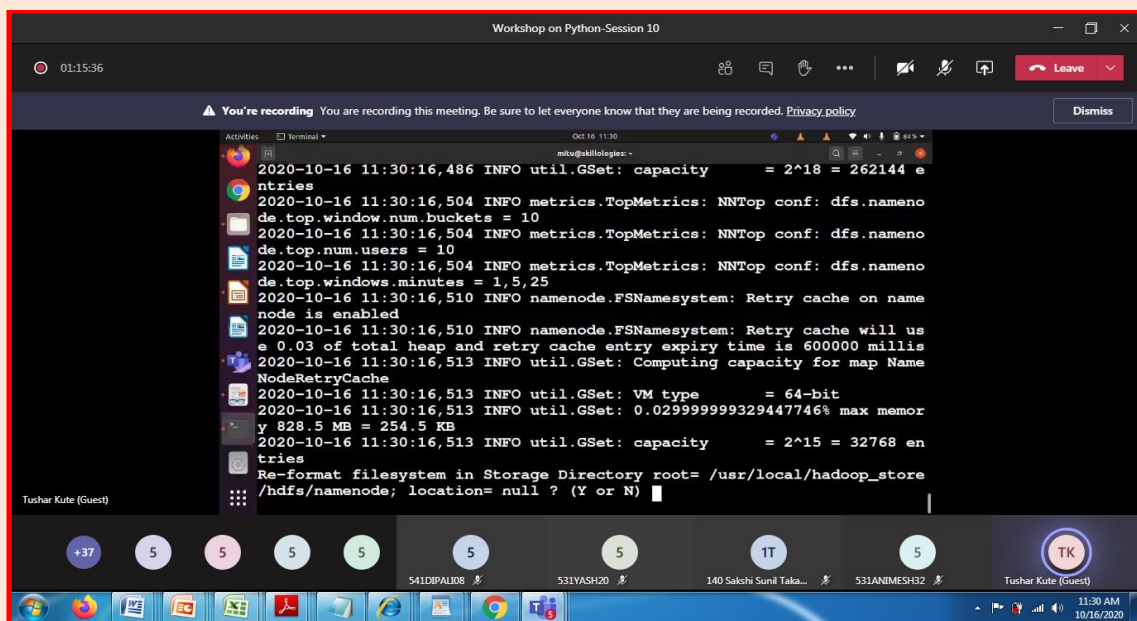 Workshop on Python-Session 10
01:15:36
Leave
You're recording You are recording this meeting. Be sure to let everyone know that they are being recorded. Privacy policy
Dismiss
Activities Terminal Oct 16 11:30 84%
mitu@skillologies: ~
2020-10-16 11:30:16,486 INFO util.GSet: capacity = 2^18 = 262144 e
ntries
2020-10-16 11:30:16,504 INFO metrics.TopMetrics: NNTop conf: dfs.nameno
de.top.window.num.buckets = 10
2020-10-16 11:30:16,504 INFO metrics.TopMetrics: NNTop conf: dfs.nameno
de.top.num.users = 10
2020-10-16 11:30:16,504 INFO metrics.TopMetrics: NNTop conf: dfs.nameno
de.top.windows.minutes = 1,5,25
2020-10-16 11:30:16,510 INFO namenode.FSNamesystem: Retry cache on name
node is enabled
2020-10-16 11:30:16,510 INFO namenode.FSNamesystem: Retry cache will us
e 0.03 of total heap and retry cache entry expiry time is 600000 millis
2020-10-16 11:30:16,513 INFO util.GSet: Computing capacity for map Name
NodeRetryCache
2020-10-16 11:30:16,513 INFO util.GSet: VM type = 64-bit
2020-10-16 11:30:16,513 INFO util.GSet: 0.029999999329447746% max memor
y 828.5 MB = 254.5 KB
2020-10-16 11:30:16,513 INFO util.GSet: capacity = 2^15 = 32768 en
tries
Re-format filesystem in Storage Directory root= /usr/local/hadoop_store
/hdfs/namenode; location= null ? (Y or N)
Tushar Kute (Guest)
+37 5 5 5 5 5 5 1T 5 TK
541DIPALI08 531YASH20 140 Sakshi Sunil Taka... 531ANIMESH32 Tushar Kute (Guest)
11:30 AM
10/16/2020